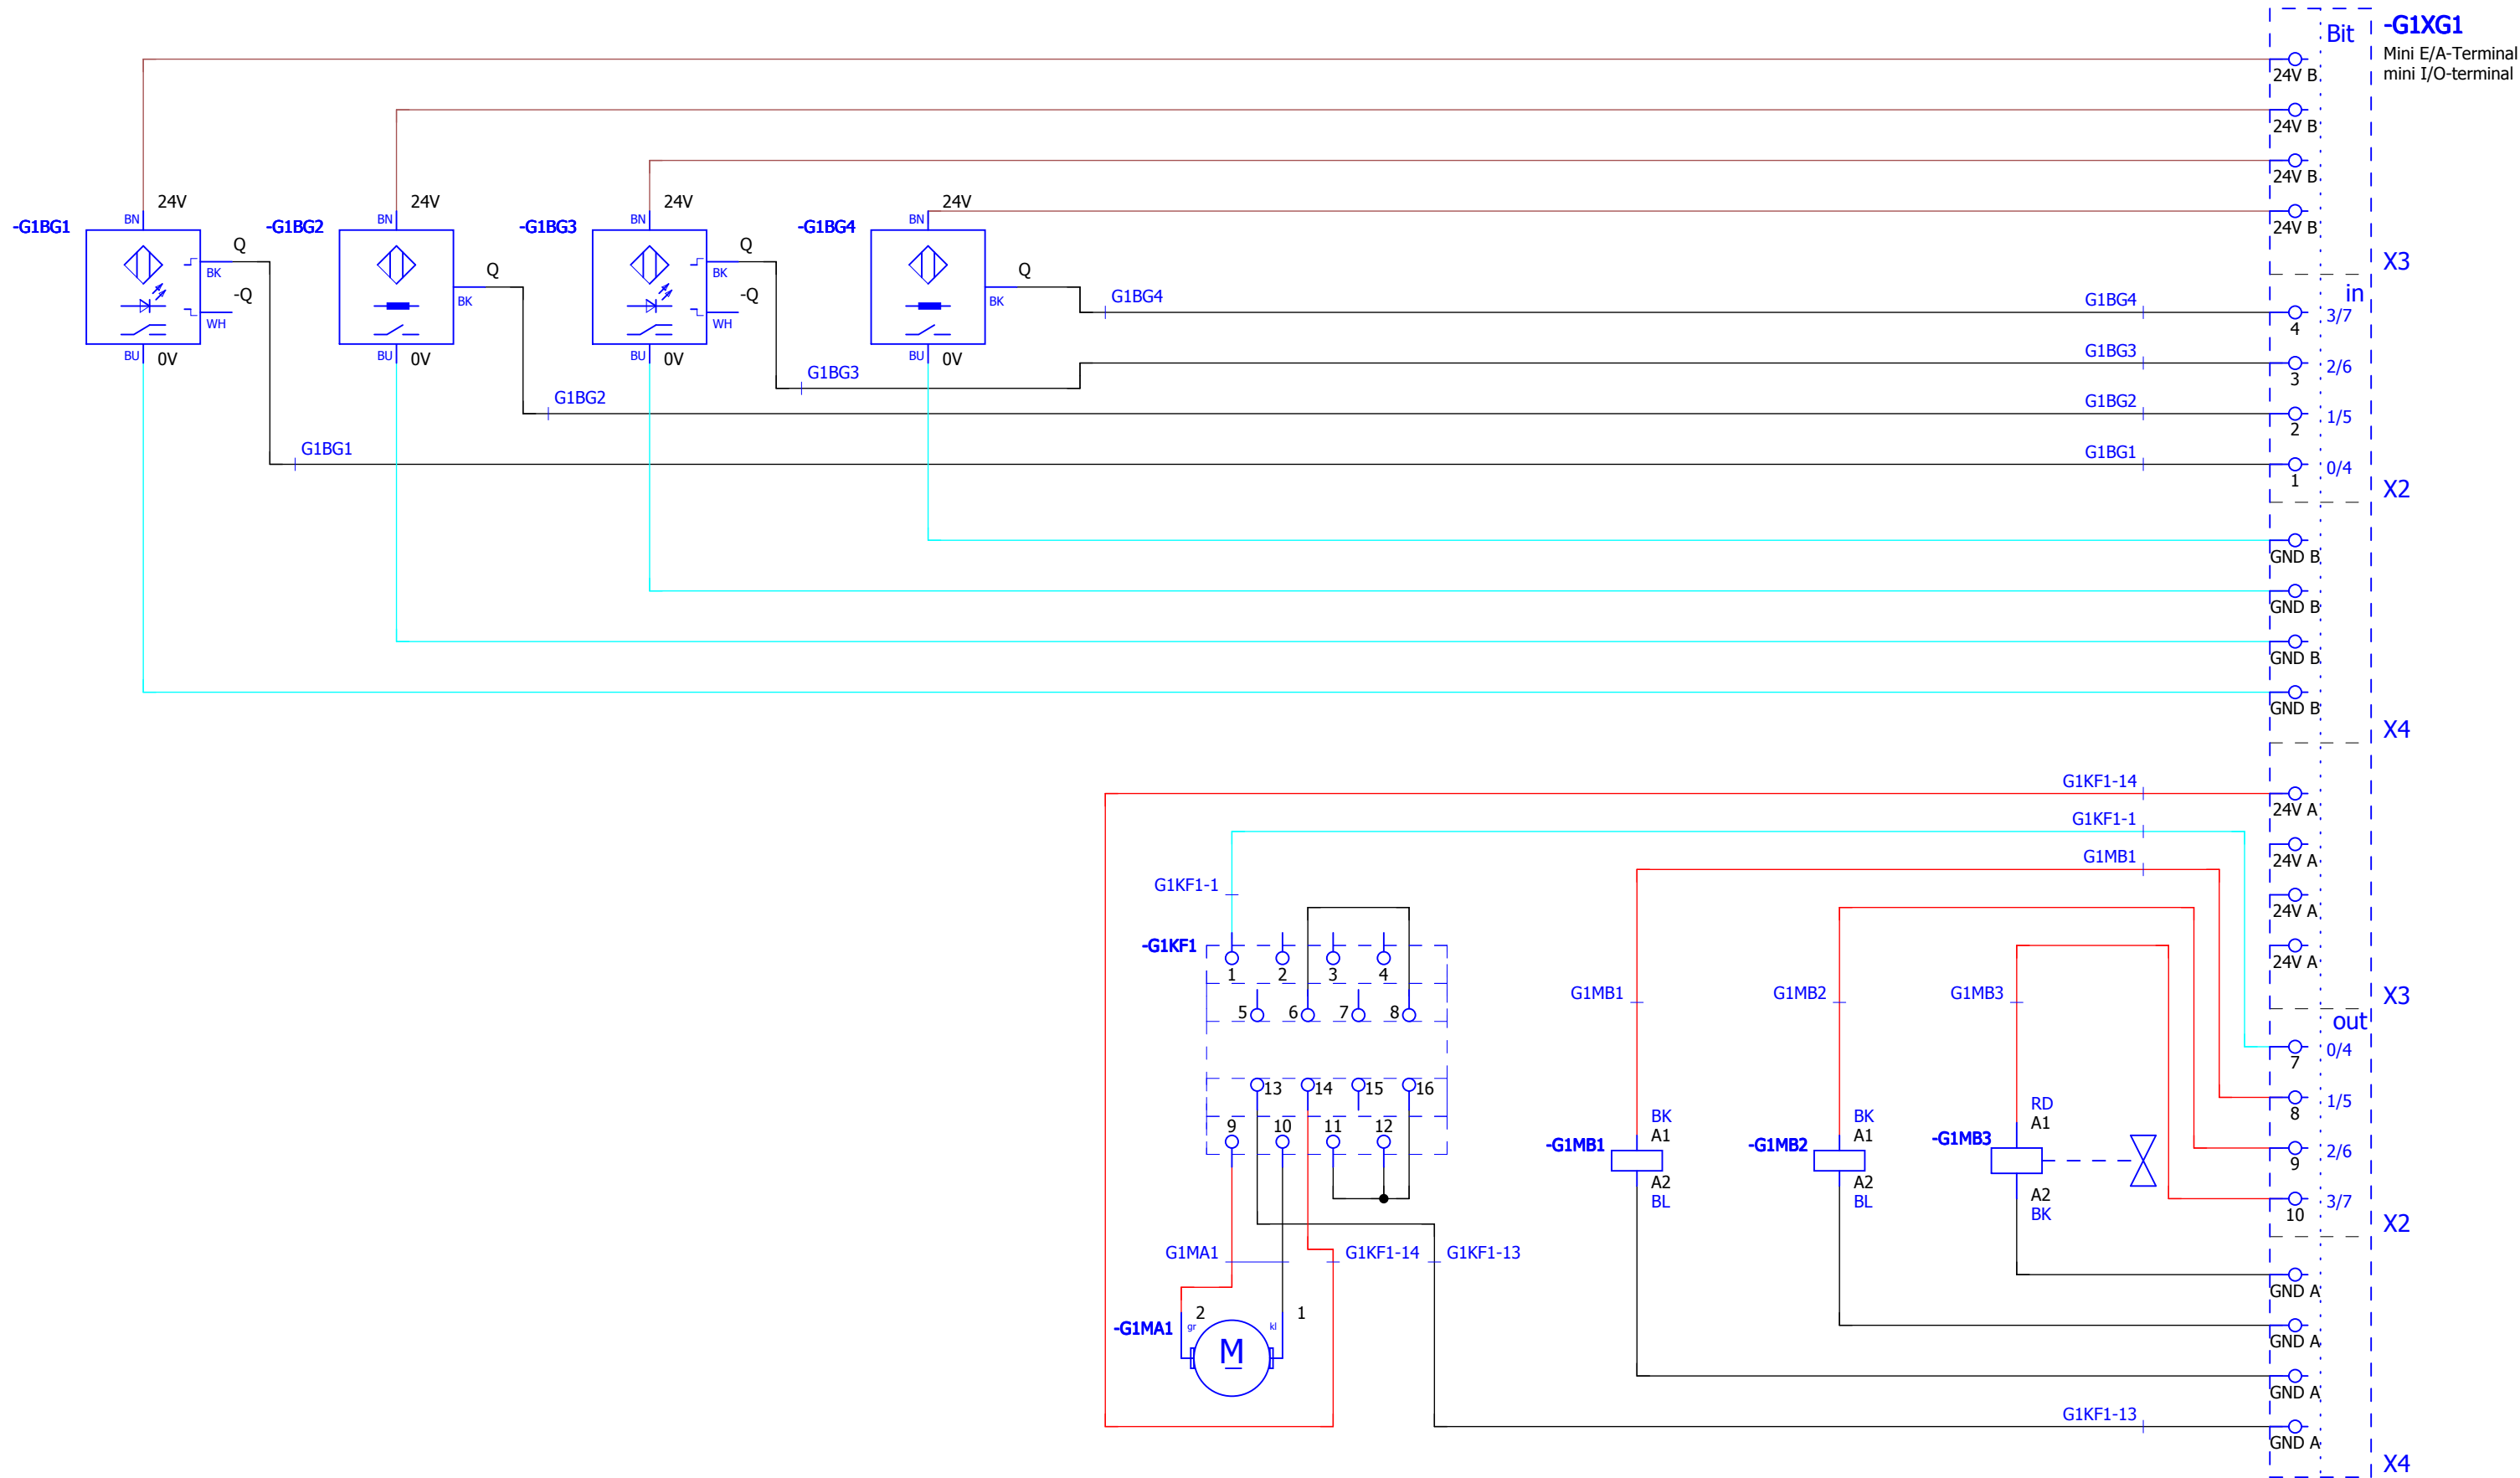 Bit
-G1XG1
Mini E/A-Terminal
mini I/O-terminal
24V B
24V B
24V B
24V B
X3
-G1BG1
BN
24V
Q
BK
-Q
WH
BU
0V
-G1BG2
BN
24V
Q
BK
BU
0V
-G1BG3
BN
24V
Q
BK
-Q
WH
BU
0V
-G1BG4
BN
24V
Q
BK
BU
0V
in
G1BG4
G1BG4
4
3/7
G1BG3
G1BG3
3
2/6
G1BG2
G1BG2
2
1/5
G1BG1
G1BG1
1
0/4
X2
GND B
GND B
GND B
GND B
X4
G1KF1-14
24V A
G1KF1-1
24V A
G1MB1
24V A
24V A
X3
G1KF1-1
-G1KF1
1
2
3
4
5
6
7
8
13
14
15
16
9
10
11
12
G1MB1
G1MB2
G1MB3
out
7
0/4
8
1/5
9
2/6
10
3/7
X2
BK
A1
-G1MB1
A2
BL
BK
A1
-G1MB2
A2
BL
RD
A1
-G1MB3
A2
BK
G1MA1
G1KF1-14
G1KF1-13
2
1
-G1MA1
gr
kl
M
GND A
GND A
GND A
G1KF1-13
GND A
X4